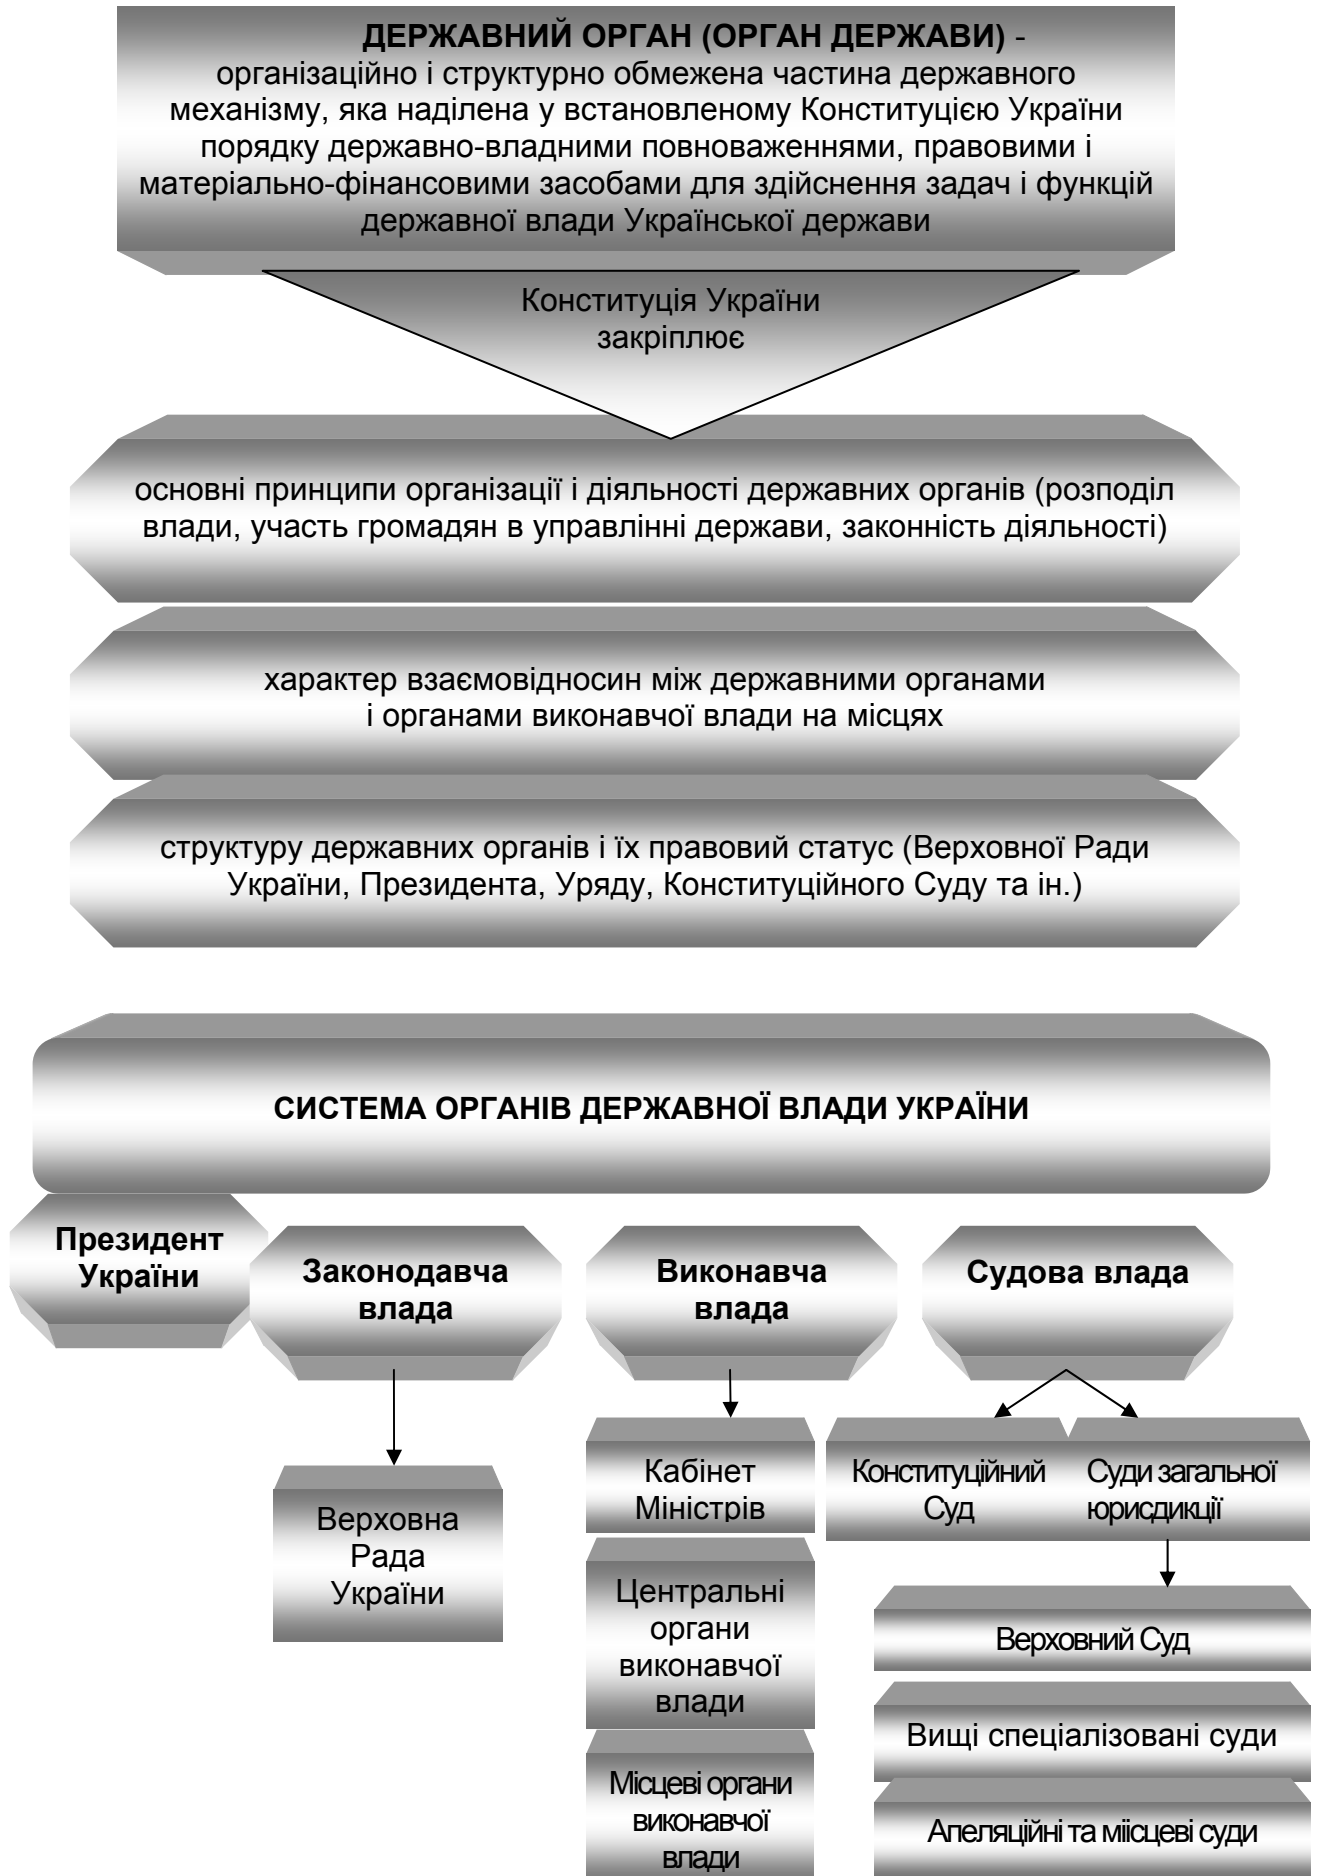 ДЕРЖАВНИЙ ОРГАН (ОРГАН ДЕРЖАВИ) -
організаційно і структурно обмежена частина державного
механізму, яка наділена у встановленому Конституцією України
порядку державно-владними повноваженнями, правовими і
матеріально-фінансовими засобами для здійснення задач і функцій
державної влади Української держави
Конституція України
закріплює
основні принципи організації і діяльності державних органів (розподіл
влади, участь громадян в управлінні держави, законність діяльності)
характер взаємовідносин між державними органами
і органами виконавчої влади на місцях
структуру державних органів і їх правовий статус (Верховної Ради
України, Президента, Уряду, Конституційного Суду та ін.)
СИСТЕМА ОРГАНІВ ДЕРЖАВНОЇ ВЛАДИ УКРАЇНИ
Президент
України
Законодавча
влада
Виконавча
влада
Судова влада
Верховна
Рада
України
Кабінет
Міністрів
Центральні
органи
виконавчої
влади
Місцеві органи
виконавчої
влади
Конституційний
Суд
Суди загальної
юрисдикції
Верховний Суд
Вищі спеціалізовані суди
Апеляційні та міісцеві суди